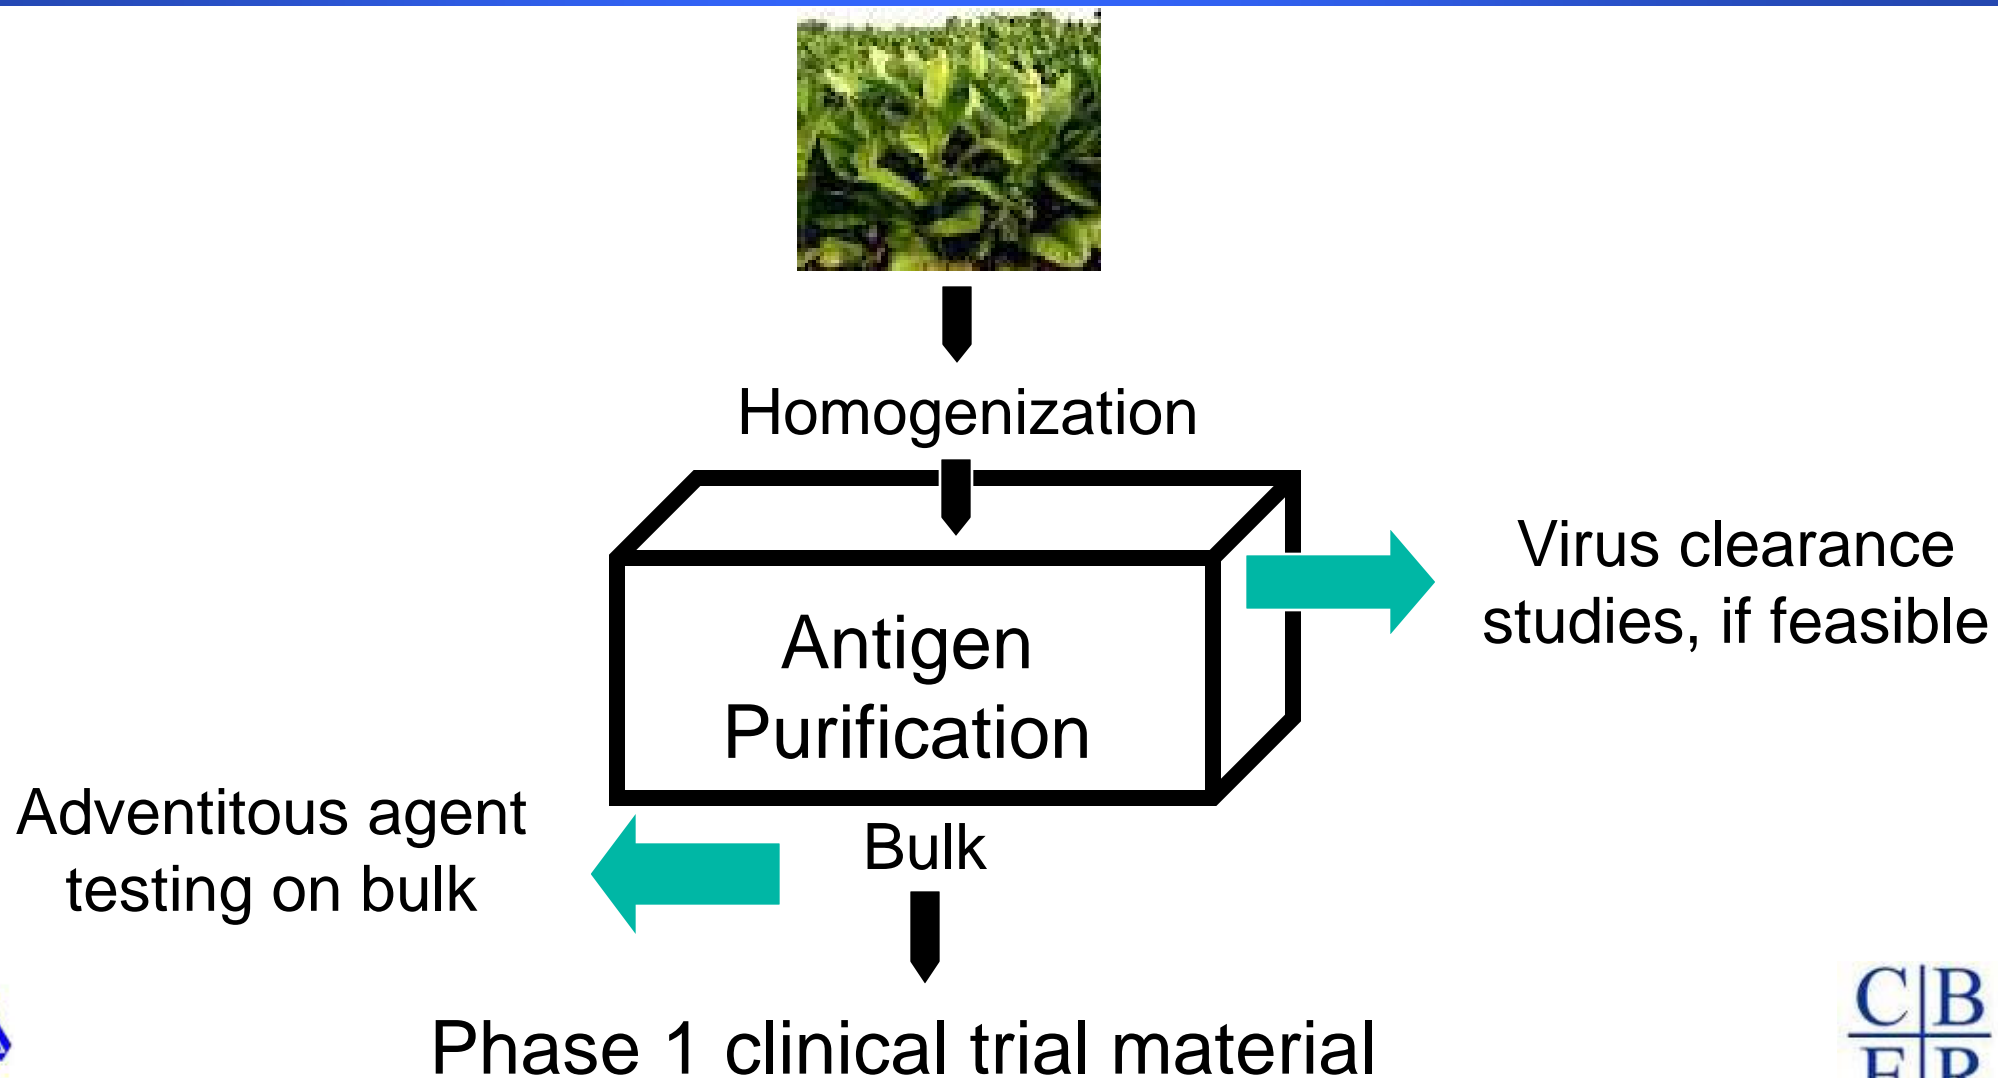 Homogenization
Virus clearance
studies, if feasible
Antigen
Purification
Adventitous agent
testing on bulk
Bulk
Phase 1 clinical trial material
C B
E R